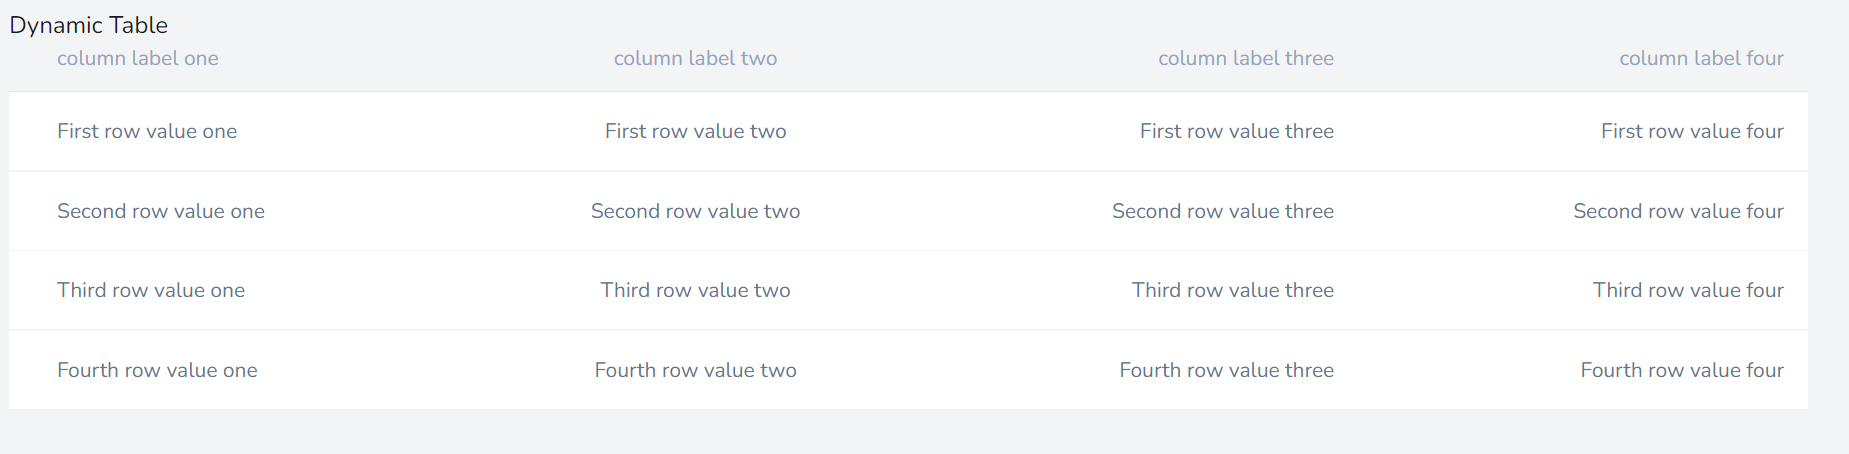 Dynamic Table
column label one column label two column label three column label four
First row value one First row value two First row value three First row value four
Second row value one Second row value two Second row value three Second row value four
Third row value one Third row value two Third row value three Third row value four
Fourth row value one Fourth row value two Fourth row value three Fourth row value four